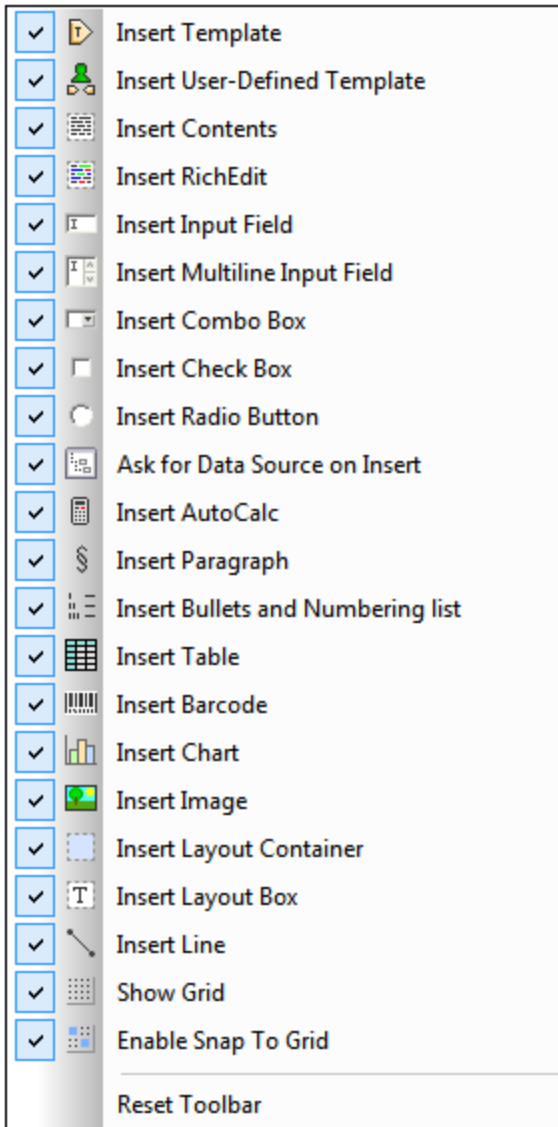 Insert Template
Insert User-Defined Template
Insert Contents
Insert RichEdit
Insert Input Field
Insert Multiline Input Field
Insert Combo Box
Insert Check Box
Insert Radio Button
Ask for Data Source on Insert
Insert AutoCalc
§ Insert Paragraph
Insert Bullets and Numbering list
Insert Table
Insert Barcode
Insert Chart
Insert Image
Insert Layout Container
T Insert Layout Box
Insert Line
Show Grid
Enable Snap To Grid
Reset Toolbar